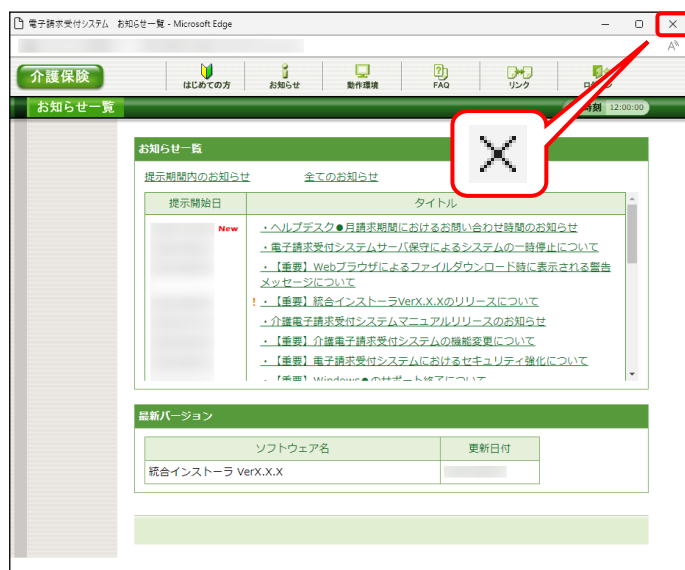 電子請求受付システム お知らせ一覧 - Microsoft Edge
介護保険
はじめての方 お知らせ 動作環境 FAQ リンク
お知らせ一覧
時刻 12:00:00
お知らせ一覧
提示期間内のお知らせ 全てのお知らせ
提示開始日 タイトル
New ・ヘルプデスク●月請求期間におけるお問い合わせ時間のお知らせ
・電子請求受付システムサーバ保守によるシステムの一時停止について
・【重要】Webブラウザによるファイルダウンロード時に表示される警告
メッセージについて
! ・【重要】統合インストーラVerX.X.Xのリリースについて
・介護電子請求受付システムマニュアルリリースのお知らせ
・【重要】介護電子請求受付システムの機能変更について
・【重要】電子請求受付システムにおけるセキュリティ強化について
・【重要】Windows●のサポート終了について
最新バージョン
ソフトウェア名 更新日付
統合インストーラ VerX.X.X